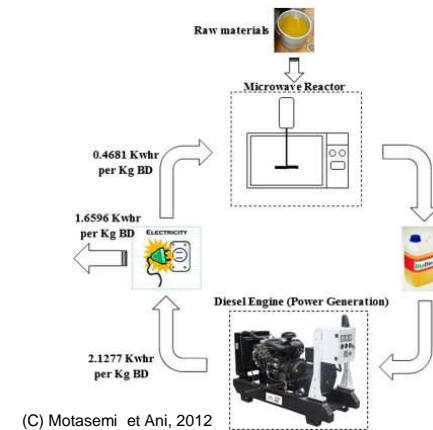 Raw materials
Microwave Reactor
0.4681 Kwhr
per Kg BD
1.6596 Kwhr
per Kg BD
ELECTRICITY
Diesel Engine (Power Generation)
2.1277 Kwhr
per Kg BD
(C) Motasemi et Ani, 2012